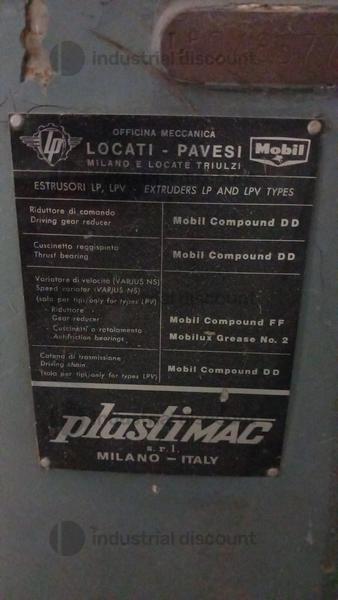 industrial discount
OFFICINA MECCANICA
LP
LOCATI - PAVESI
Mobil
MILANO E LOCATE TRIULZI
ESTRUSORI LP, LPV - EXTRUDERS LP AND LPV TYPES
Riduttore di comando
Driving gear reducer
Mobil Compound DD
Cuscinetto reggispinta
Thrust bearing
Mobil Compound DD
Variatore di velocità (VARJUS NS)
Speed variator (VARJUS NS)
(solo per tipi/only for types LPV)
- Riduttore
Gear reducer
Mobil Compound FF
- Cuscinetti a rotolamento
Antifriction bearings
Mobilux Grease No. 2
Catena di trasmissione
Driving chain
(solo per tipi/only for types LPV)
Mobil Compound DD
plastiMAC
s.r.l.
MILANO - ITALY
industrial discount